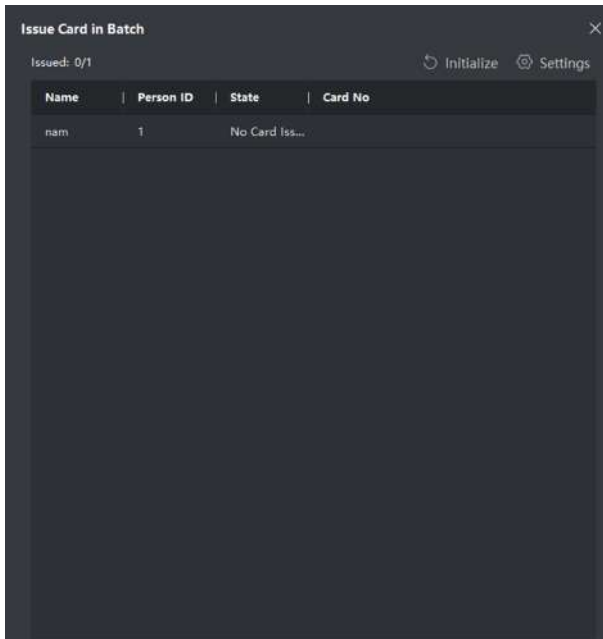 Issue Card in Batch
Issued: 0/1 Initialize Settings
Name Person ID State Card No
nam 1 No Card Iss...